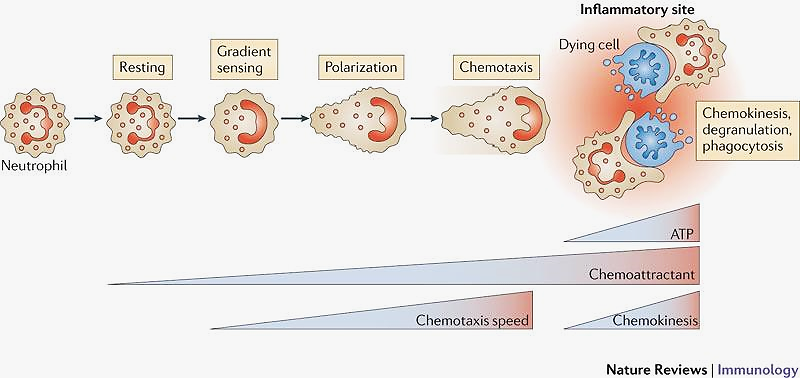 Inflammatory site
Dying cell
Resting
Gradient
sensing
Polarization
Chemotaxis
Chemokinesis,
degranulation,
phagocytosis
Neutrophil
ATP
Chemoattractant
Chemotaxis speed
Chemokinesis
Nature Reviews | Immunology